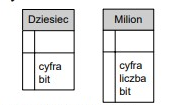 Dziesiec
cyfra
bit
Milion
cyfra
liczba
bit